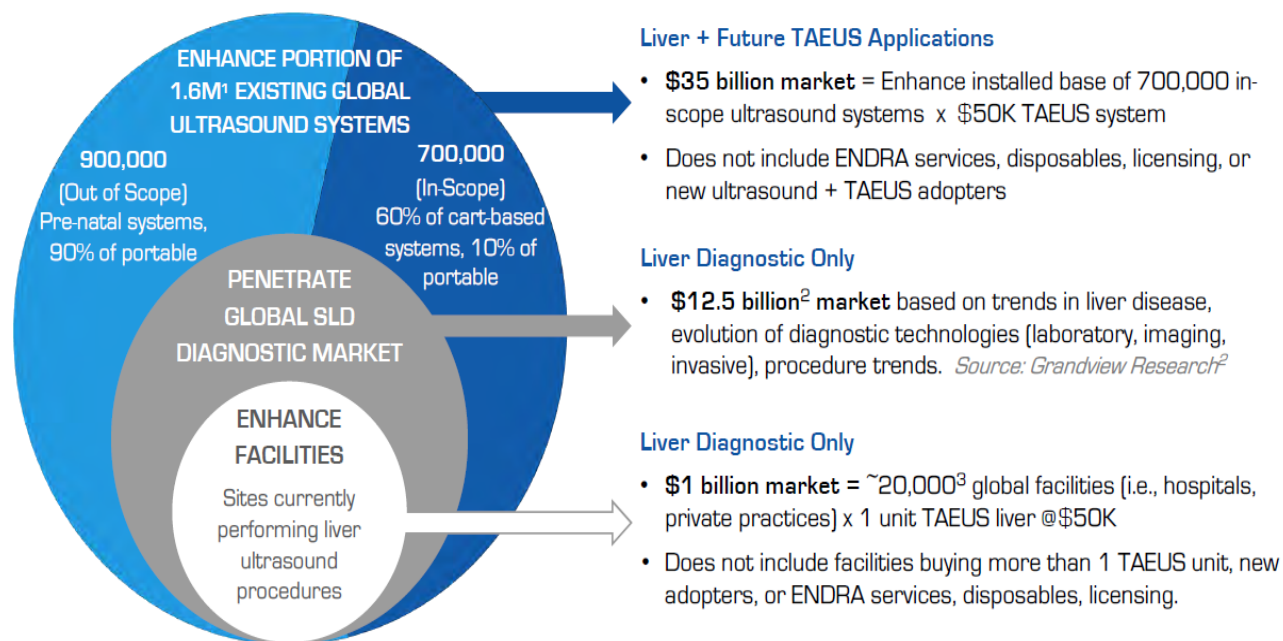 ENHANCE PORTION OF
1.6M¹ EXISTING GLOBAL
ULTRASOUND SYSTEMS
900,000
(Out of Scope)
Pre-natal systems,
90% of portable
700,000
(In-Scope)
60% of cart-based
systems, 10% of
portable
PENETRATE
GLOBAL SLD
DIAGNOSTIC MARKET
ENHANCE
FACILITIES
Sites currently
performing liver
ultrasound
procedures
Liver + Future TAEUS Applications
• $35 billion market = Enhance installed base of 700,000 in-
scope ultrasound systems x $50K TAEUS system
• Does not include ENDRA services, disposables, licensing, or
new ultrasound + TAEUS adopters
Liver Diagnostic Only
• $12.5 billion² market based on trends in liver disease,
evolution of diagnostic technologies (laboratory, imaging,
invasive), procedure trends. Source: Grandview Research²
Liver Diagnostic Only
• $1 billion market = ~20,000³ global facilities (i.e., hospitals,
private practices) x 1 unit TAEUS liver @$50K
• Does not include facilities buying more than 1 TAEUS unit, new
adopters, or ENDRA services, disposables, licensing.